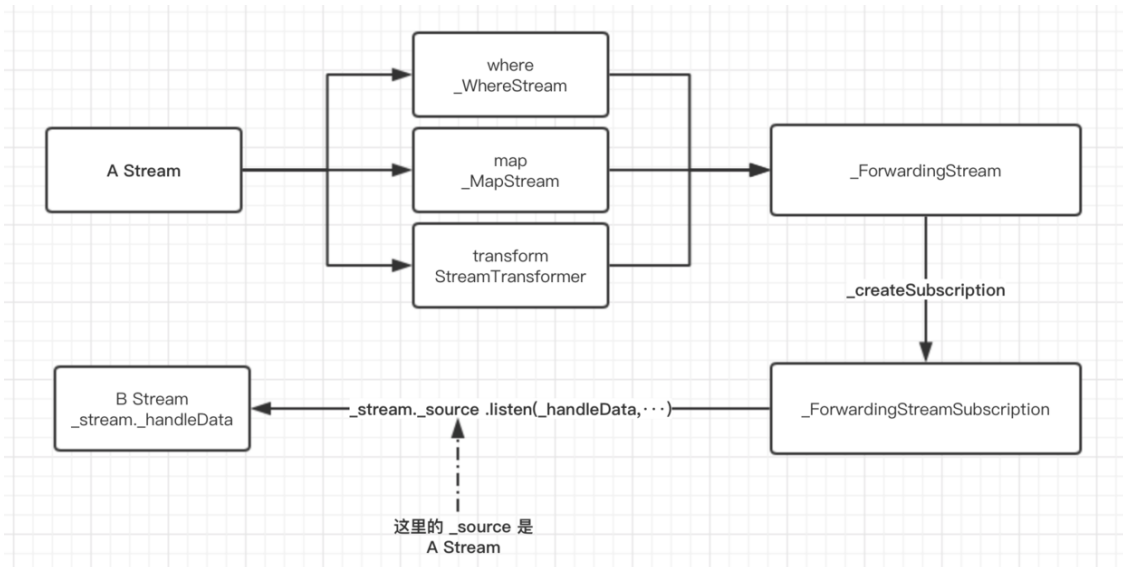 where
_WhereStream
A Stream
map
_MapStream
_ForwardingStream
transform
StreamTransformer
_createSubscription
B Stream
_stream._handleData
_stream._source .listen(_handleData,···)
_ForwardingStreamSubscription
这里的 _source 是
A Stream